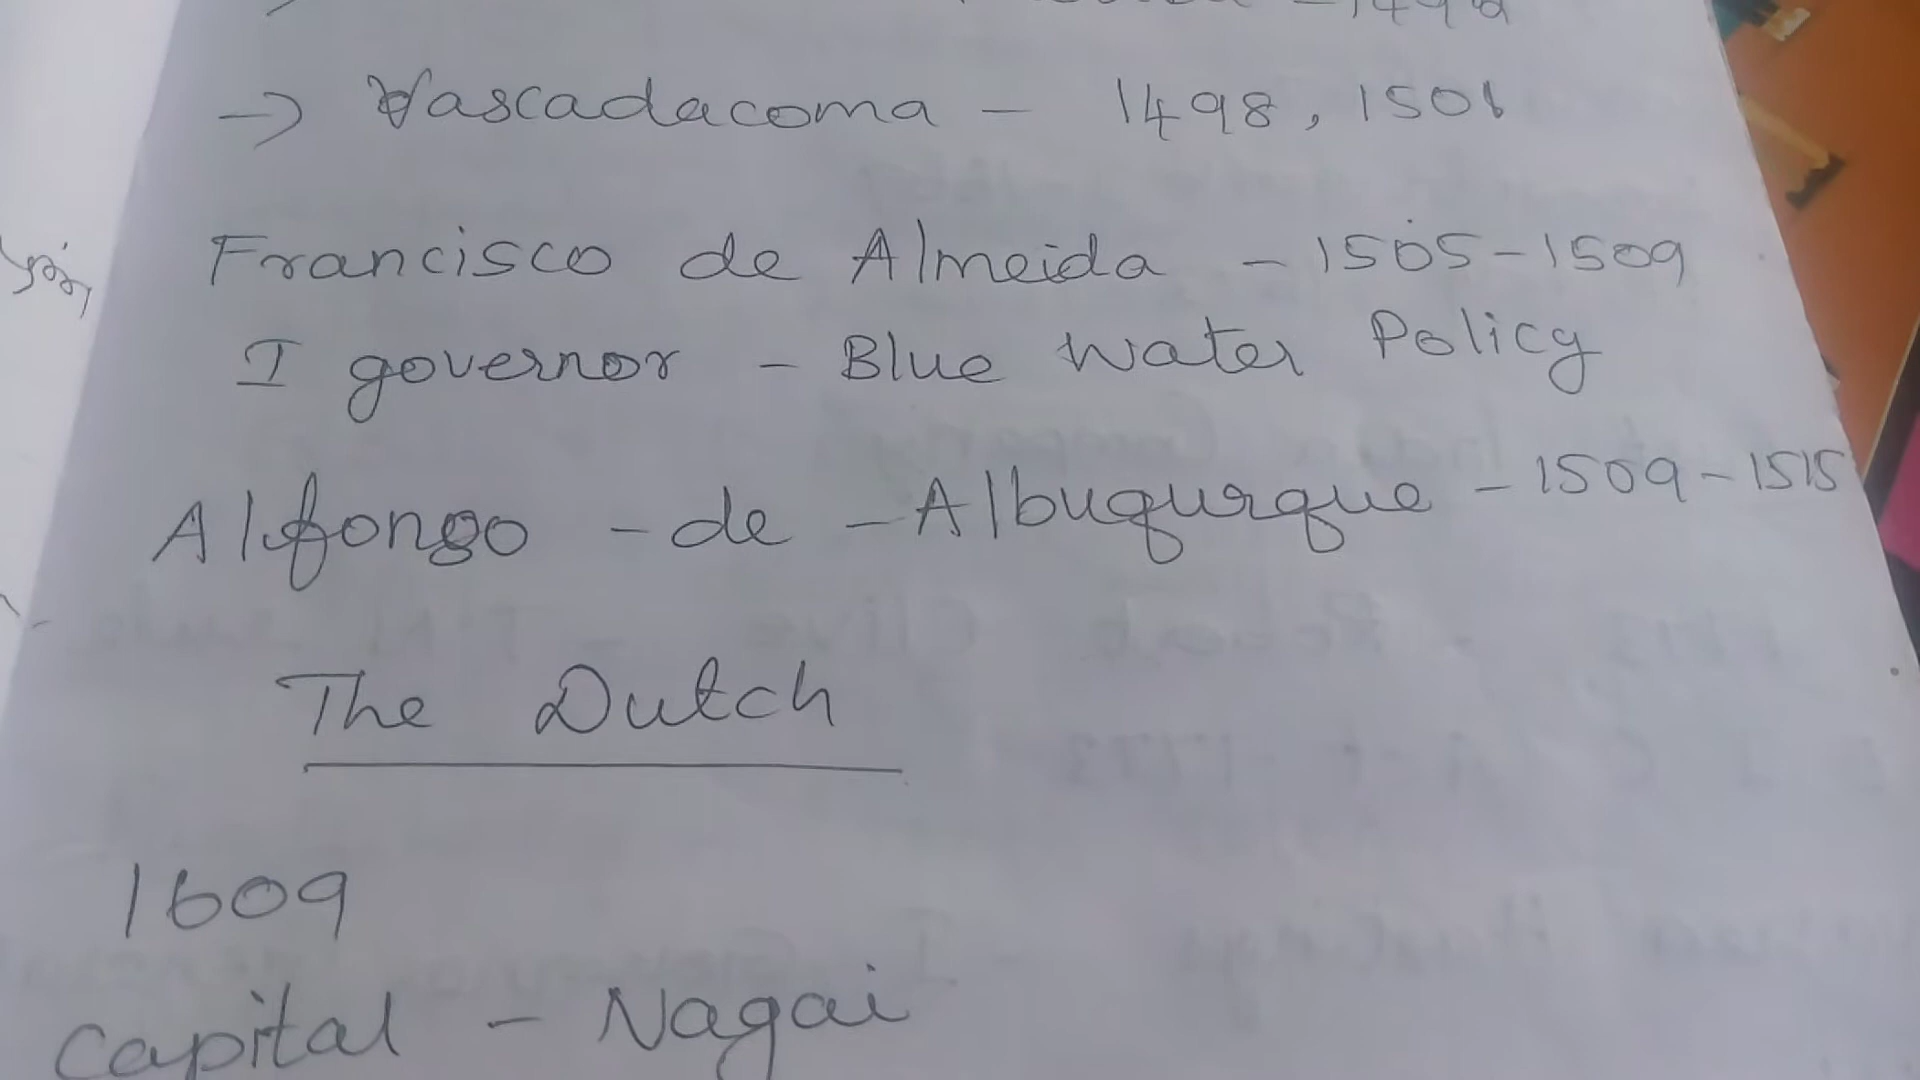 → Vascadacoma - 1498, 1501
Francisco de Almeida - 1505-1509
I governor - Blue water Policy
Alfongo - de - Albuqurque - 1509-1515
The Dutch
1609
Capital - Nagai